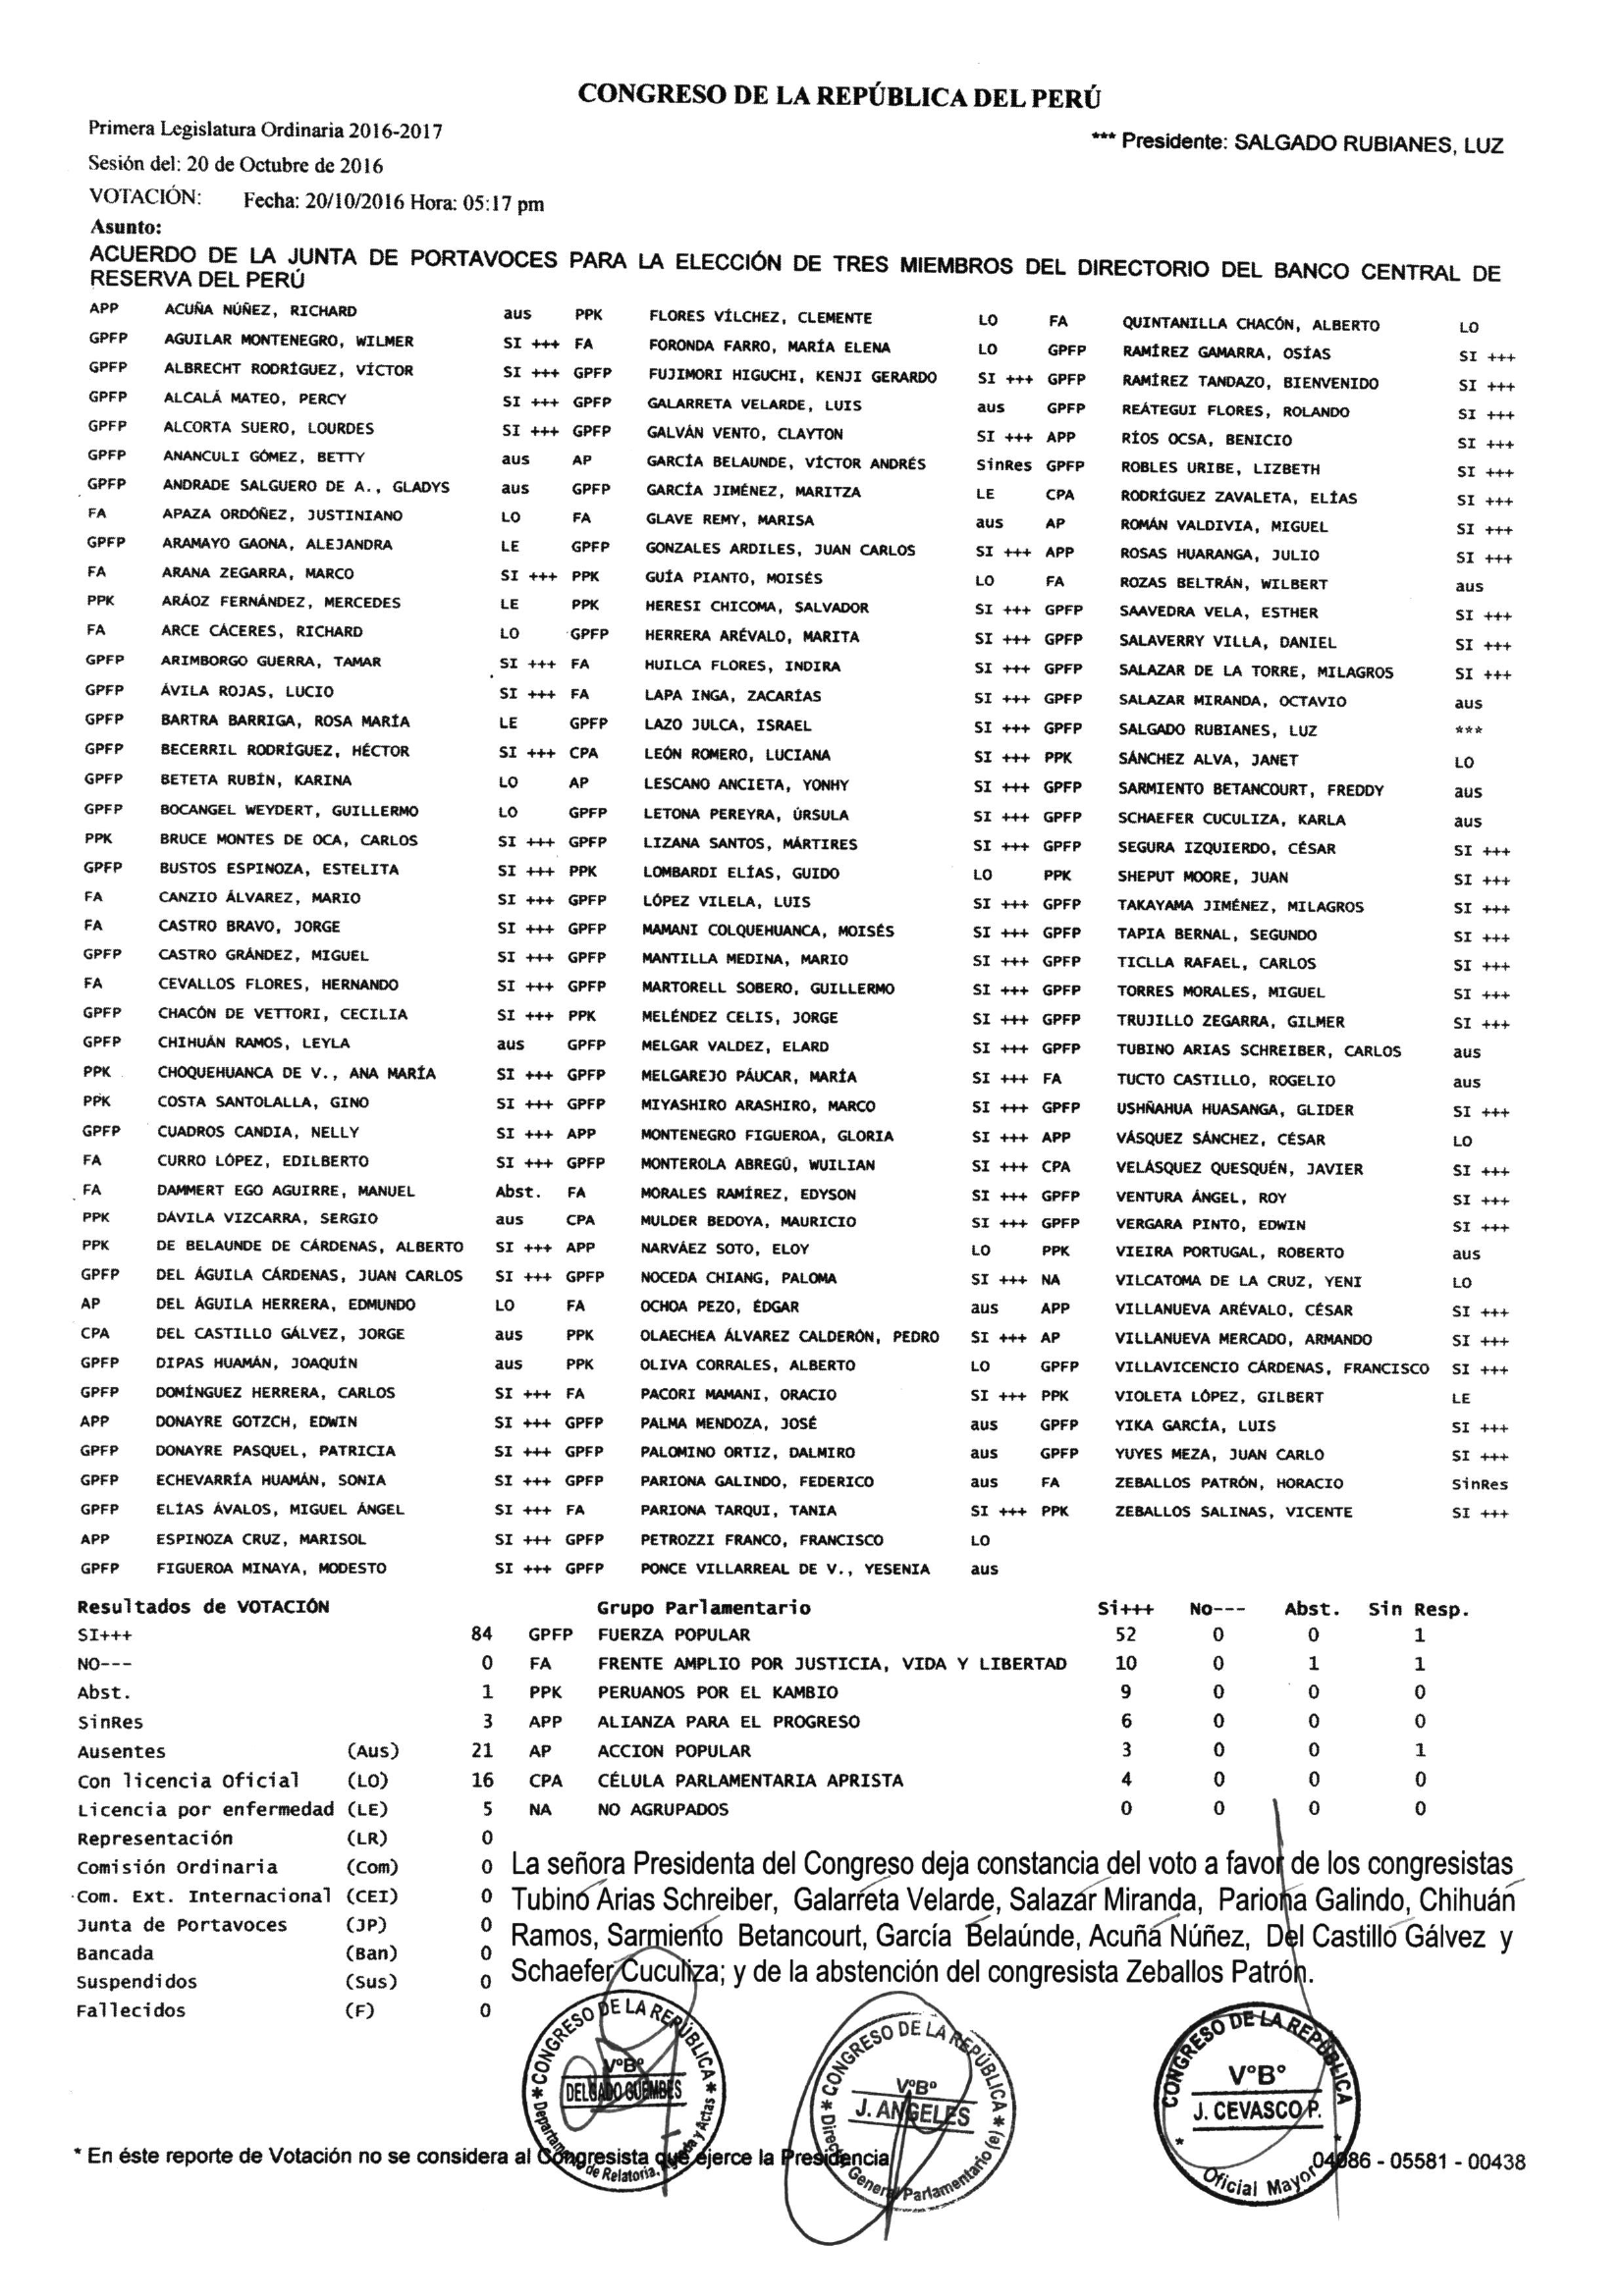 CONGRESO DE LA REPÚBLICA DEL PERÚ
Primera Legislatura Ordinaria 2016-2017
*** Presidente: SALGADO RUBIANES, LUZ
Sesión del: 20 de Octubre de 2016
VOTACIÓN: Fecha: 20/10/2016 Hora: 05:17 pm
Asunto:
ACUERDO DE LA JUNTA DE PORTAVOCES PARA LA ELECCIÓN DE TRES MIEMBROS DEL DIRECTORIO DEL BANCO CENTRAL DE
RESERVA DEL PERÚ
APP ACUÑA NÚÑEZ, RICHARD aus PPK FLORES VÍLCHEZ, CLEMENTE LO FA QUINTANILLA CHACÓN, ALBERTO LO
GPFP AGUILAR MONTENEGRO, WILMER SI +++ FA FORONDA FARRO, MARÍA ELENA LO GPFP RAMÍREZ GAMARRA, OSÍAS SI +++
GPFP ALBRECHT RODRÍGUEZ, VÍCTOR SI +++ GPFP FUJIMORI HIGUCHI, KENJI GERARDO SI +++ GPFP RAMÍREZ TANDAZO, BIENVENIDO SI +++
GPFP ALCALÁ MATEO, PERCY SI +++ GPFP GALARRETA VELARDE, LUIS aus GPFP REÁTEGUI FLORES, ROLANDO SI +++
GPFP ALCORTA SUERO, LOURDES SI +++ GPFP GALVÁN VENTO, CLAYTON SI +++ APP RÍOS OCSA, BENICIO SI +++
GPFP ANANCULI GÓMEZ, BETTY aus AP GARCÍA BELAUNDE, VÍCTOR ANDRÉS SinRes GPFP ROBLES URIBE, LIZBETH SI +++
GPFP ANDRADE SALGUERO DE A., GLADYS aus GPFP GARCÍA JIMÉNEZ, MARITZA LE CPA RODRÍGUEZ ZAVALETA, ELÍAS SI +++
FA APAZA ORDÓÑEZ, JUSTINIANO LO FA GLAVE REMY, MARISA aus AP ROMÁN VALDIVIA, MIGUEL SI +++
GPFP ARAMAYO GAONA, ALEJANDRA LE GPFP GONZALES ARDILES, JUAN CARLOS SI +++ APP ROSAS HUARANGA, JULIO SI +++
FA ARANA ZEGARRA, MARCO SI +++ PPK GUÍA PIANTO, MOISÉS LO FA ROZAS BELTRÁN, WILBERT aus
PPK ARÁOZ FERNÁNDEZ, MERCEDES LE PPK HERESI CHICOMA, SALVADOR SI +++ GPFP SAAVEDRA VELA, ESTHER SI +++
FA ARCE CÁCERES, RICHARD LO GPFP HERRERA ARÉVALO, MARITA SI +++ GPFP SALAVERRY VILLA, DANIEL SI +++
GPFP ARIMBORGO GUERRA, TAMAR SI +++ FA HUILCA FLORES, INDIRA SI +++ GPFP SALAZAR DE LA TORRE, MILAGROS SI +++
GPFP ÁVILA ROJAS, LUCIO SI +++ FA LAPA INGA, ZACARÍAS SI +++ GPFP SALAZAR MIRANDA, OCTAVIO aus
GPFP BARTRA BARRIGA, ROSA MARÍA LE GPFP LAZO JULCA, ISRAEL SI +++ GPFP SALGADO RUBIANES, LUZ ***
GPFP BECERRIL RODRÍGUEZ, HÉCTOR SI +++ CPA LEÓN ROMERO, LUCIANA SI +++ PPK SÁNCHEZ ALVA, JANET LO
GPFP BETETA RUBÍN, KARINA LO AP LESCANO ANCIETA, YONHY SI +++ GPFP SARMIENTO BETANCOURT, FREDDY aus
GPFP BOCANGEL WEYDERT, GUILLERMO LO GPFP LETONA PEREYRA, ÚRSULA SI +++ GPFP SCHAEFER CUCULIZA, KARLA aus
PPK BRUCE MONTES DE OCA, CARLOS SI +++ GPFP LIZANA SANTOS, MÁRTIRES SI +++ GPFP SEGURA IZQUIERDO, CÉSAR SI +++
GPFP BUSTOS ESPINOZA, ESTELITA SI +++ PPK LOMBARDI ELÍAS, GUIDO LO PPK SHEPUT MOORE, JUAN SI +++
FA CANZIO ÁLVAREZ, MARIO SI +++ GPFP LÓPEZ VILELA, LUIS SI +++ GPFP TAKAYAMA JIMÉNEZ, MILAGROS SI +++
FA CASTRO BRAVO, JORGE SI +++ GPFP MAMANI COLQUEHUANCA, MOISÉS SI +++ GPFP TAPIA BERNAL, SEGUNDO SI +++
GPFP CASTRO GRÁNDEZ, MIGUEL SI +++ GPFP MANTILLA MEDINA, MARIO SI +++ GPFP TICLLA RAFAEL, CARLOS SI +++
FA CEVALLOS FLORES, HERNANDO SI +++ GPFP MARTORELL SOBERO, GUILLERMO SI +++ GPFP TORRES MORALES, MIGUEL SI +++
GPFP CHACÓN DE VETTORI, CECILIA SI +++ PPK MELÉNDEZ CELIS, JORGE SI +++ GPFP TRUJILLO ZEGARRA, GILMER SI +++
GPFP CHIHUÁN RAMOS, LEYLA aus GPFP MELGAR VALDEZ, ELARD SI +++ GPFP TUBINO ARIAS SCHREIBER, CARLOS aus
PPK CHOQUEHUANCA DE V., ANA MARÍA SI +++ GPFP MELGAREJO PÁUCAR, MARÍA SI +++ FA TUCTO CASTILLO, ROGELIO aus
PPK COSTA SANTOLALLA, GINO SI +++ GPFP MIYASHIRO ARASHIRO, MARCO SI +++ GPFP USHÑAHUA HUASANGA, GLIDER SI +++
GPFP CUADROS CANDIA, NELLY SI +++ APP MONTENEGRO FIGUEROA, GLORIA SI +++ APP VÁSQUEZ SÁNCHEZ, CÉSAR LO
FA CURRO LÓPEZ, EDILBERTO SI +++ GPFP MONTEROLA ABREGÚ, WUILIAN SI +++ CPA VELÁSQUEZ QUESQUÉN, JAVIER SI +++
FA DAMMERT EGO AGUIRRE, MANUEL Abst. FA MORALES RAMÍREZ, EDYSON SI +++ GPFP VENTURA ÁNGEL, ROY SI +++
PPK DÁVILA VIZCARRA, SERGIO aus CPA MULDER BEDOYA, MAURICIO SI +++ GPFP VERGARA PINTO, EDWIN SI +++
PPK DE BELAUNDE DE CÁRDENAS, ALBERTO SI +++ APP NARVÁEZ SOTO, ELOY LO PPK VIEIRA PORTUGAL, ROBERTO aus
GPFP DEL ÁGUILA CÁRDENAS, JUAN CARLOS SI +++ GPFP NOCEDA CHIANG, PALOMA SI +++ NA VILCATOMA DE LA CRUZ, YENI LO
AP DEL ÁGUILA HERRERA, EDMUNDO LO FA OCHOA PEZO, ÉDGAR aus APP VILLANUEVA ARÉVALO, CÉSAR SI +++
CPA DEL CASTILLO GÁLVEZ, JORGE aus PPK OLAECHEA ÁLVAREZ CALDERÓN, PEDRO SI +++ AP VILLANUEVA MERCADO, ARMANDO SI +++
GPFP DIPAS HUAMÁN, JOAQUÍN aus PPK OLIVA CORRALES, ALBERTO LO GPFP VILLAVICENCIO CÁRDENAS, FRANCISCO SI +++
GPFP DOMÍNGUEZ HERRERA, CARLOS SI +++ FA PACORI MAMANI, ORACIO SI +++ PPK VIOLETA LÓPEZ, GILBERT LE
APP DONAYRE GOTZCH, EDWIN SI +++ GPFP PALMA MENDOZA, JOSÉ aus GPFP YIKA GARCÍA, LUIS SI +++
GPFP DONAYRE PASQUEL, PATRICIA SI +++ GPFP PALOMINO ORTIZ, DALMIRO aus GPFP YUYES MEZA, JUAN CARLO SI +++
GPFP ECHEVARRÍA HUAMÁN, SONIA SI +++ GPFP PARIONA GALINDO, FEDERICO aus FA ZEBALLOS PATRÓN, HORACIO SinRes
GPFP ELÍAS ÁVALOS, MIGUEL ÁNGEL SI +++ FA PARIONA TARQUI, TANIA SI +++ PPK ZEBALLOS SALINAS, VICENTE SI +++
APP ESPINOZA CRUZ, MARISOL SI +++ GPFP PETROZZI FRANCO, FRANCISCO LO
GPFP FIGUEROA MINAYA, MODESTO SI +++ GPFP PONCE VILLARREAL DE V., YESENIA aus
Resultados de VOTACIÓN Grupo Parlamentario Si+++ No--- Abst. Sin Resp.
SI+++ 84 GPFP FUERZA POPULAR 52 0 0 1
NO--- 0 FA FRENTE AMPLIO POR JUSTICIA, VIDA Y LIBERTAD 10 0 1 1
Abst. 1 PPK PERUANOS POR EL KAMBIO 9 0 0 0
SinRes 3 APP ALIANZA PARA EL PROGRESO 6 0 0 0
Ausentes (Aus) 21 AP ACCION POPULAR 3 0 0 1
Con licencia Oficial (LO) 16 CPA CÉLULA PARLAMENTARIA APRISTA 4 0 0 0
Licencia por enfermedad (LE) 5 NA NO AGRUPADOS 0 0 0 0
Representación (LR) 0
Comisión Ordinaria (Com) 0
Com. Ext. Internacional (CEI) 0
Junta de Portavoces (JP) 0
Bancada (Ban) 0
Suspendidos (Sus) 0
Fallecidos (F) 0
La señora Presidenta del Congreso deja constancia del voto a favor de los congresistas
Tubino Arias Schreiber, Galarreta Velarde, Salazar Miranda, Pariona Galindo, Chihuán
Ramos, Sarmiento Betancourt, García Belaúnde, Acuña Núñez, Del Castillo Gálvez y
Schaefer Cuculiza; y de la abstención del congresista Zeballos Patrón.
CONGRESO DE LA REPÚBLICA
V°B°
DELGADO GUEMBES
Departamento de Relatoría, Agenda y Actas
CONGRESO DE LA REPÚBLICA
V°B°
J. ANGELES
Director General Parlamentario (e)
CONGRESO DE LA REPÚBLICA
V°B°
J. CEVASCO P.
Oficial Mayor
* En éste reporte de Votación no se considera al Congresista que ejerce la Presidencia
04086 - 05581 - 00438